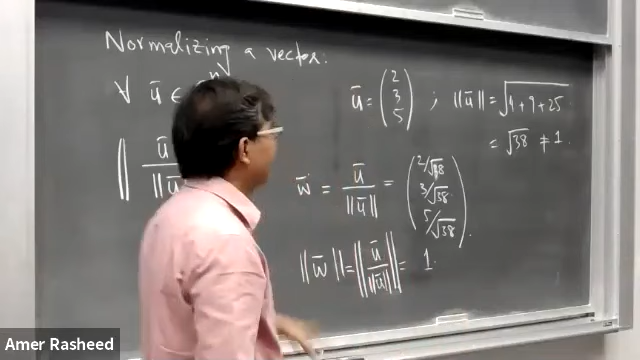 Normalizing a vector:
∀ ū ∈
ū = (2 3 5) ; ||ū|| = √4 + 9 + 25
= √38 ≠ 1.
|| ū / ||ū
w̄ = ū / ||ū|| = (2/√38 3/√38 5/√38).
||w̄|| = || ū / ||ū|| || = 1.
Amer Rasheed